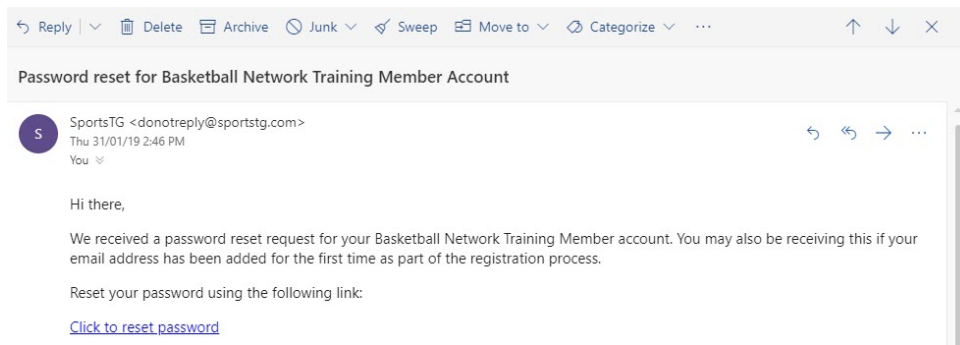 Reply Delete Archive Junk Sweep Move to Categorize ...
Password reset for Basketball Network Training Member Account
S
SportsTG <donotreply@sportstg.com>
Thu 31/01/19 2:46 PM
You
Hi there,
We received a password reset request for your Basketball Network Training Member account. You may also be receiving this if your
email address has been added for the first time as part of the registration process.
Reset your password using the following link:
Click to reset password